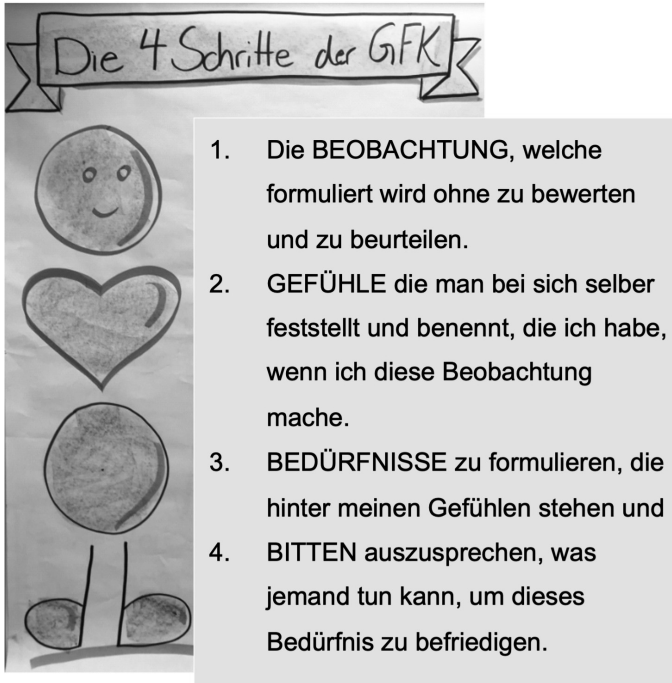 Die 4 Schritte der GFK
1. Die BEOBACHTUNG, welche
formuliert wird ohne zu bewerten
und zu beurteilen.
2. GEFÜHLE die man bei sich selber
feststellt und benennt, die ich habe,
wenn ich diese Beobachtung
mache.
3. BEDÜRFNISSE zu formulieren, die
hinter meinen Gefühlen stehen und
4. BITTEN auszusprechen, was
jemand tun kann, um dieses
Bedürfnis zu befriedigen.